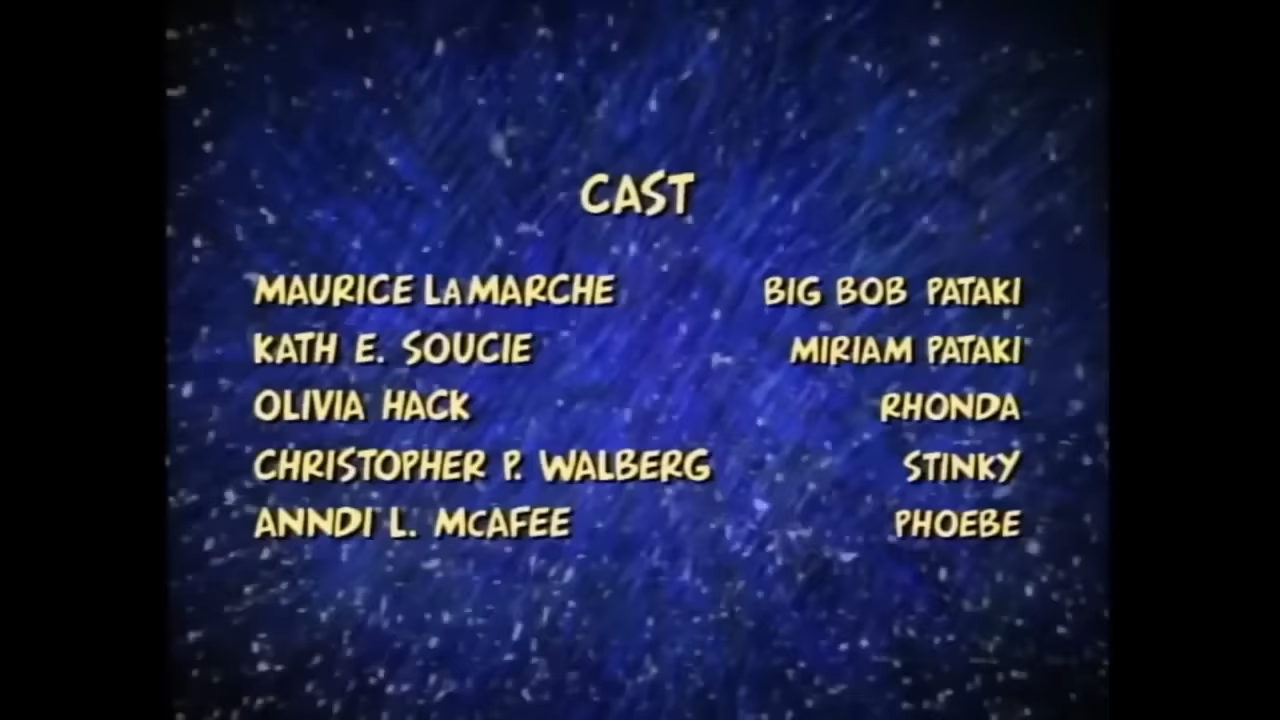 CAST
MAURICE LaMARCHE BIG BOB PATAKI
KATH E. SOUCIE MIRIAM PATAKI
OLIVIA HACK RHONDA
CHRISTOPHER P. WALBERG STINKY
ANNDI L. McAFEE PHOEBE